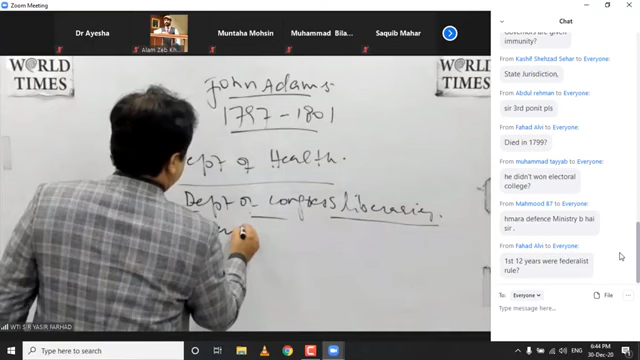 Zoom Meeting
Dr Ayesha
Alam Zeb Kh...
Muntaha Mohsin
Muhammad Bila...
Saquib Mahar
W@RLD
TIMES
W@RLD
TIMES
John Adams
1797-1801
Dept of Health.
Dept of congress liberaries.
WTI S R YASIR FARHAD
Chat
Governors are given
immunity?
From Kashif Shehzad Sehar to Everyone:
State Jurisdiction,
From Abdul rehman to Everyone:
sir 3rd ponit pls
From Fahad Alvi to Everyone:
Died in 1799?
From muhammad tayyab to Everyone:
he didn't won electoral
college?
From Mahmood 87 to Everyone:
hmara defence Ministry b hai
sir .
From Fahad Alvi to Everyone:
1st 12 years were federalist
rule?
To: Everyone
File
Type message here...
Type here to search
ENG
6:44 PM
30-Dec-20